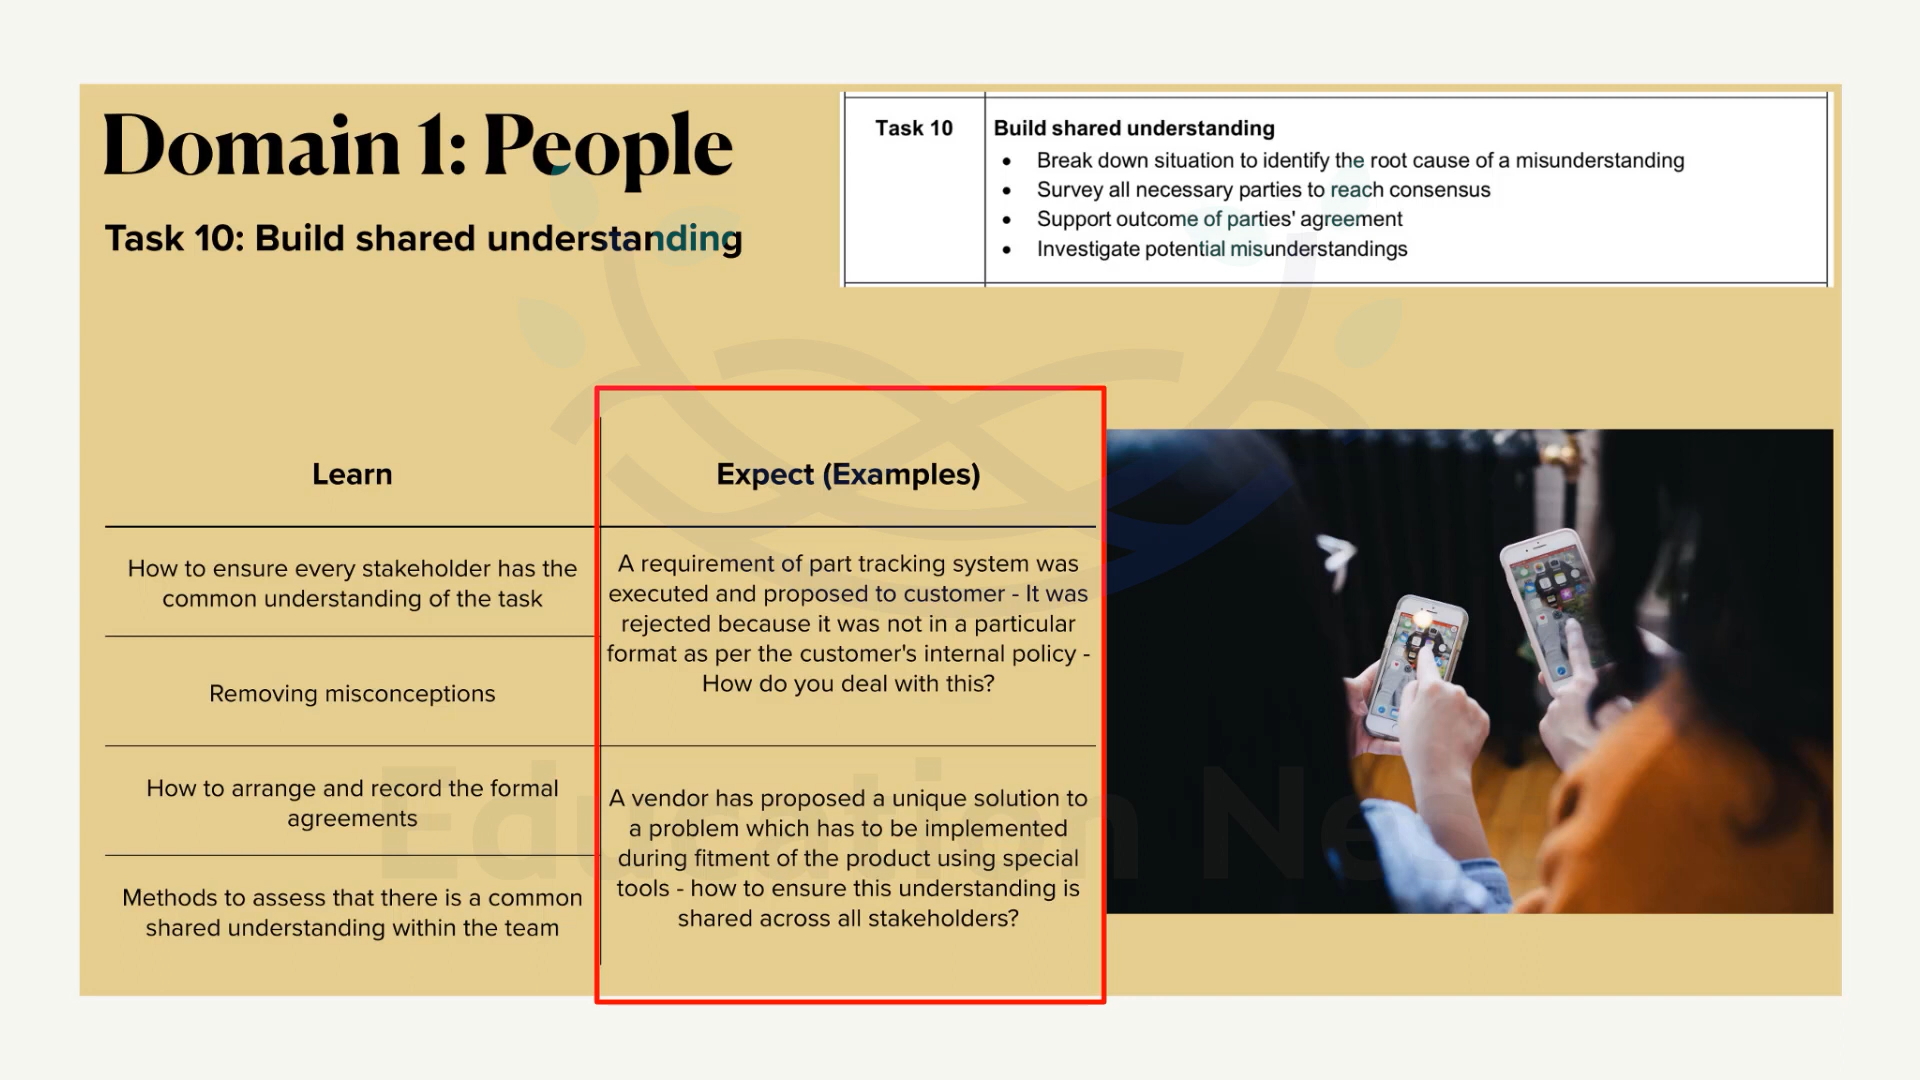 Domain 1: People
Task 10: Build shared understanding
Task 10
Build shared understanding
• Break down situation to identify the root cause of a misunderstanding
• Survey all necessary parties to reach consensus
• Support outcome of parties' agreement
• Investigate potential misunderstandings
Learn
How to ensure every stakeholder has the
common understanding of the task
Removing misconceptions
How to arrange and record the formal
agreements
Methods to assess that there is a common
shared understanding within the team
Expect (Examples)
A requirement of part tracking system was
executed and proposed to customer - It was
rejected because it was not in a particular
format as per the customer's internal policy -
How do you deal with this?
A vendor has proposed a unique solution to
a problem which has to be implemented
during fitment of the product using special
tools - how to ensure this understanding is
shared across all stakeholders?
Education